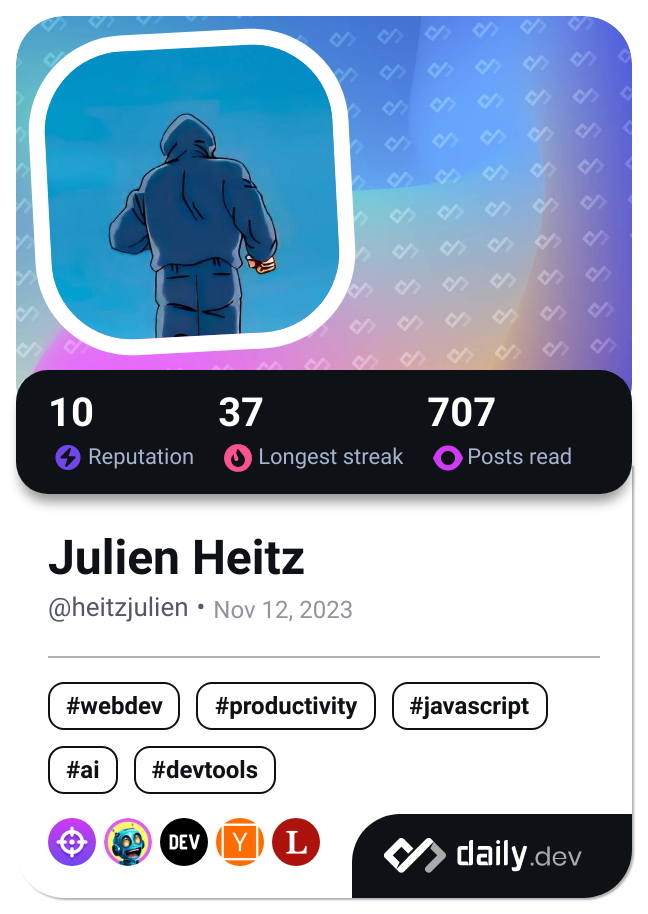 10 37 707
Reputation Longest streak Posts read
Julien Heitz
@heitzjulien • Nov 12, 2023
#webdev #productivity #javascript
#ai #devtools
DEV Y L
daily.dev